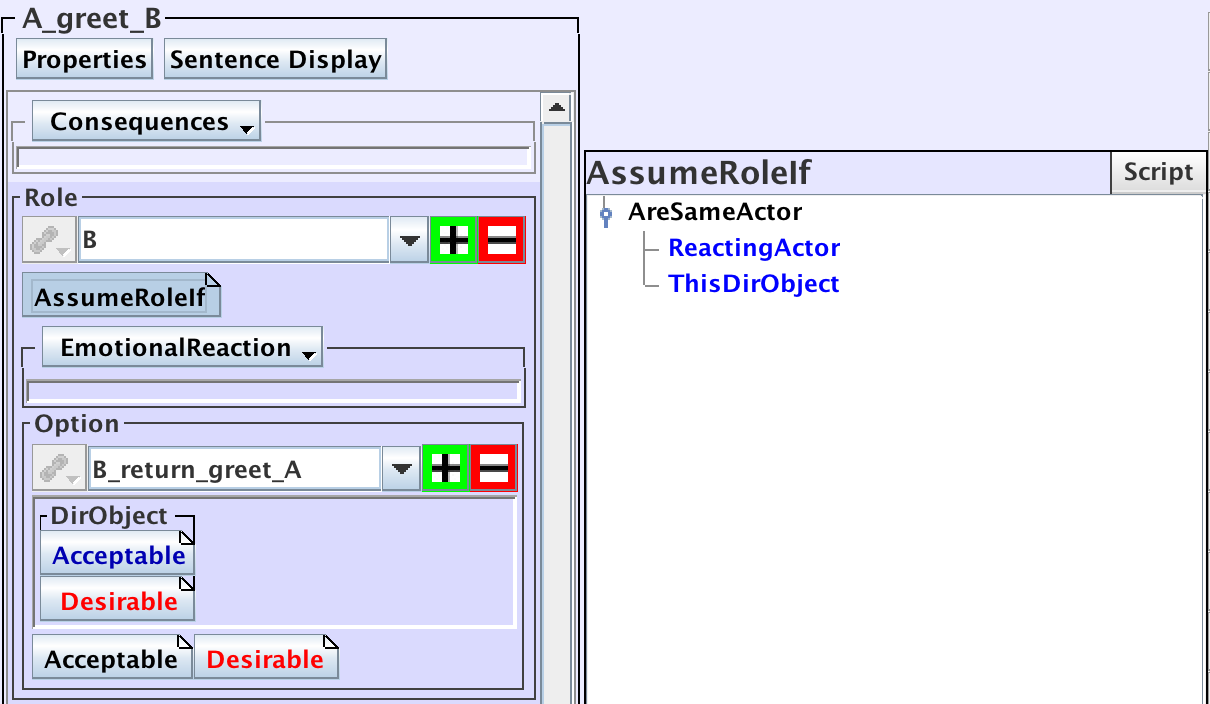 A_greet_B
Properties
Sentence Display
Consequences
Role
B
AssumeRoleIf
EmotionalReaction
Option
B_return_greet_A
DirObject
Acceptable
Desirable
Acceptable
Desirable
AssumeRoleIf
Script
AreSameActor
ReactingActor
ThisDirObject